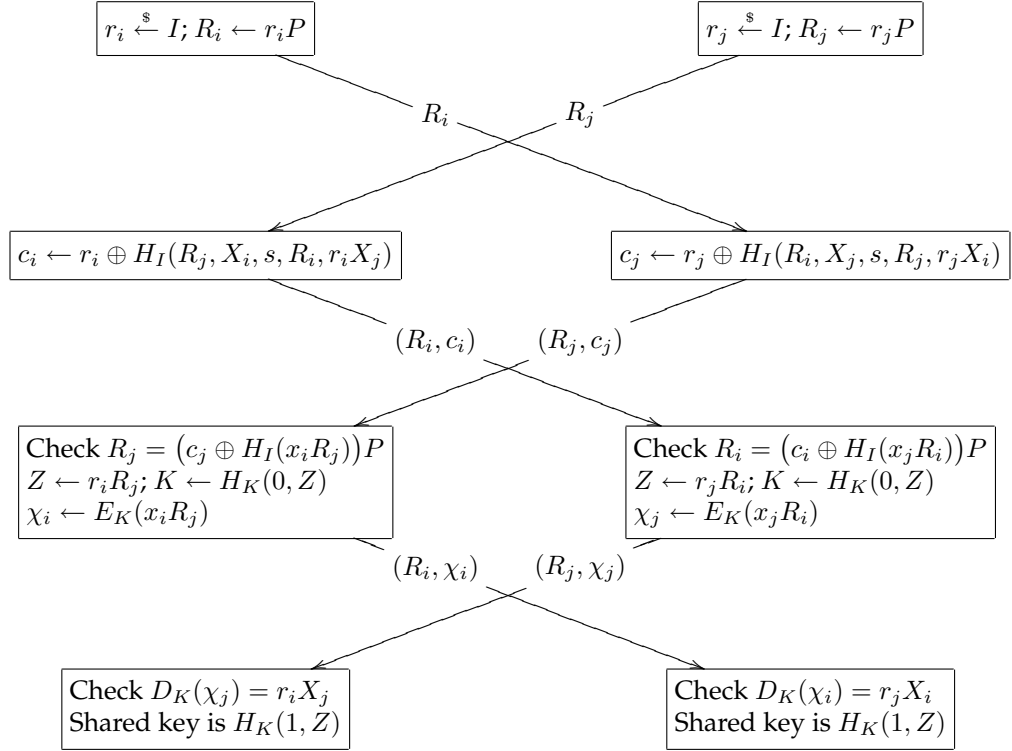 r_i ←$ I; R_i ← r_iP
r_j ←$ I; R_j ← r_jP
R_i
R_j
c_i ← r_i ⊕ H_I(R_j, X_i, s, R_i, r_iX_j)
c_j ← r_j ⊕ H_I(R_i, X_j, s, R_j, r_jX_i)
(R_i, c_i)
(R_j, c_j)
Check R_j = (c_j ⊕ H_I(x_iR_j))P
Z ← r_iR_j; K ← H_K(0, Z)
χ_i ← E_K(x_iR_j)
Check R_i = (c_i ⊕ H_I(x_jR_i))P
Z ← r_jR_i; K ← H_K(0, Z)
χ_j ← E_K(x_jR_i)
(R_i, χ_i)
(R_j, χ_j)
Check D_K(χ_j) = r_iX_j
Shared key is H_K(1, Z)
Check D_K(χ_i) = r_jX_i
Shared key is H_K(1, Z)